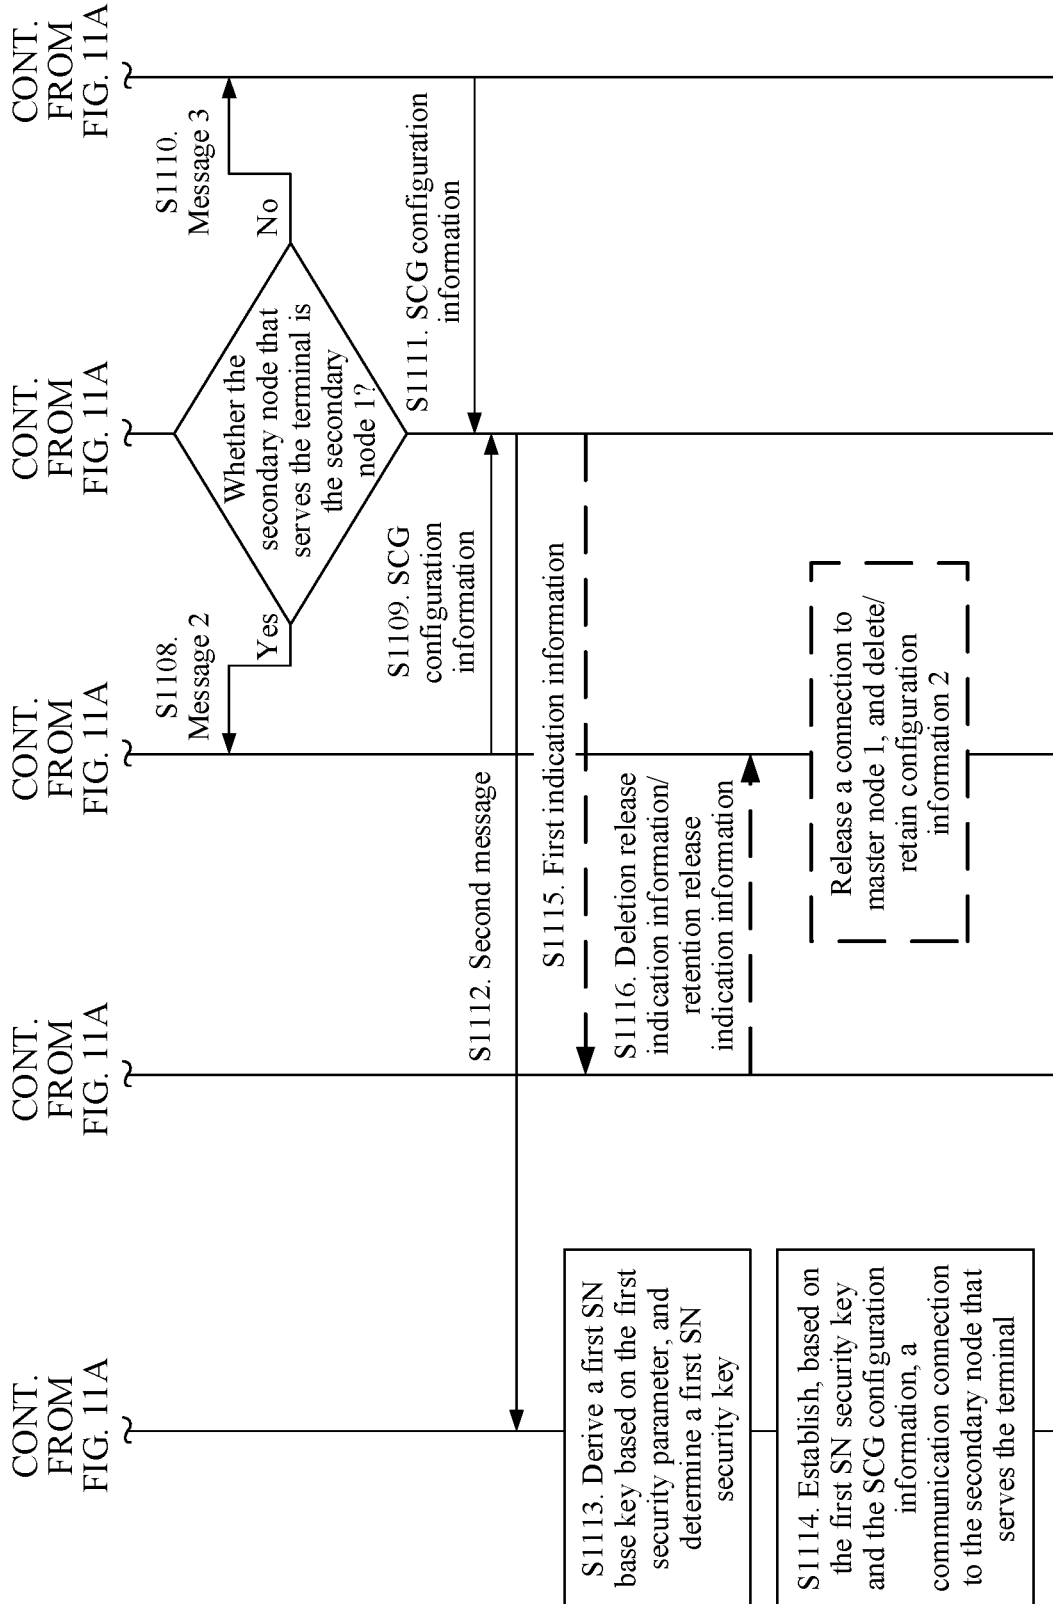 CONT.
FROM
FIG. 11A
CONT.
FROM
FIG. 11A
CONT.
FROM
FIG. 11A
CONT.
FROM
FIG. 11A
CONT.
FROM
FIG. 11A
S1108.
Message 2
Yes
Whether the
secondary node that
serves the terminal is
the secondary
node 1?
No
S1110.
Message 3
S1109. SCG
configuration
information
S1111. SCG configuration
information
S1112. Second message
S1113. Derive a first SN
base key based on the first
security parameter, and
determine a first SN
security key
S1115. First indication information
S1116. Deletion release
indication information/
retention release
indication information
S1114. Establish, based on
the first SN security key
and the SCG configuration
information, a
communication connection
to the secondary node that
serves the terminal
Release a connection to
master node 1, and delete/
retain configuration
information 2